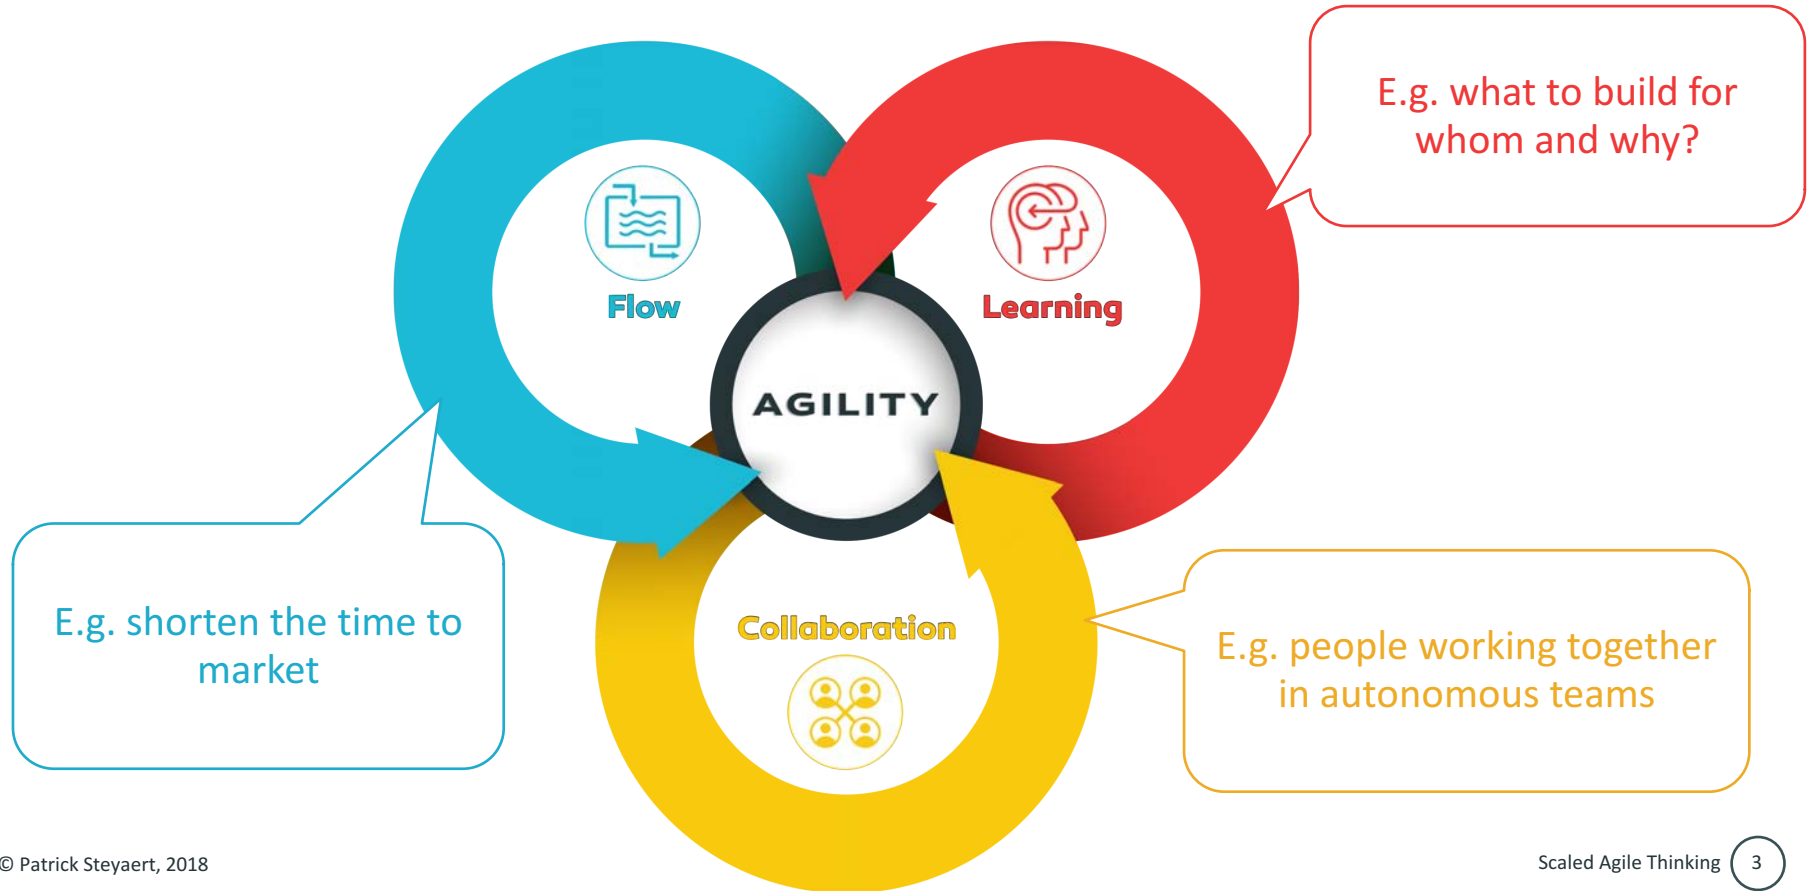 E.g. what to build for
whom and why?
Flow
Learning
AGILITY
E.g. shorten the time to
market
Collaboration
E.g. people working together
in autonomous teams
© Patrick Steyaert, 2018
Scaled Agile Thinking 3